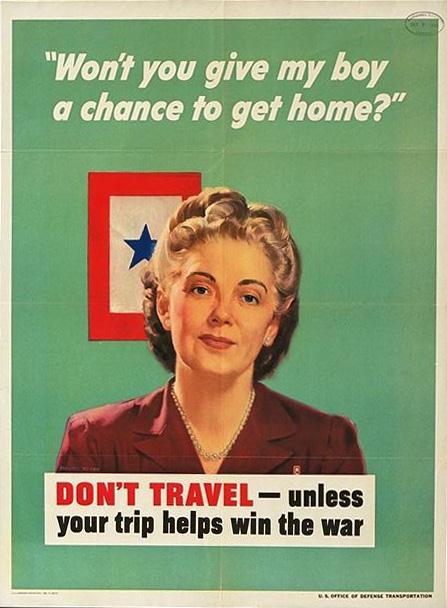 "Won't you give my boy
a chance to get home?"
DON'T TRAVEL — unless
your trip helps win the war
U. S. OFFICE OF DEFENSE TRANSPORTATION